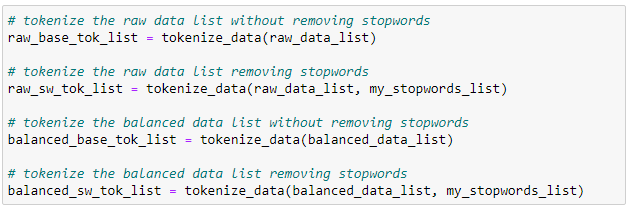 # tokenize the raw data list without removing stopwords
raw_base_tok_list = tokenize_data(raw_data_list)
# tokenize the raw data list removing stopwords
raw_sw_tok_list = tokenize_data(raw_data_list, my_stopwords_list)
# tokenize the balanced data list without removing stopwords
balanced_base_tok_list = tokenize_data(balanced_data_list)
# tokenize the balanced data list removing stopwords
balanced_sw_tok_list = tokenize_data(balanced_data_list, my_stopwords_list)